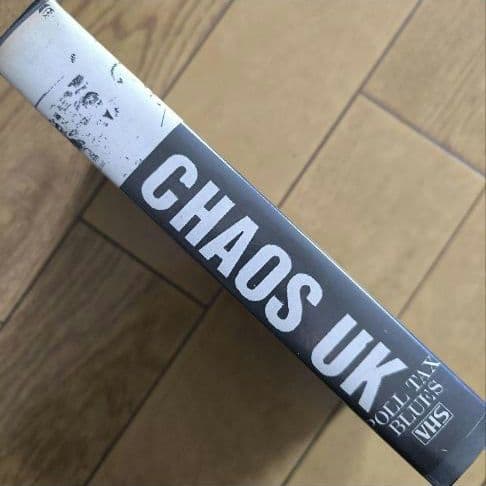 CHAOS UK
POLL TAX
BLUES
VHS